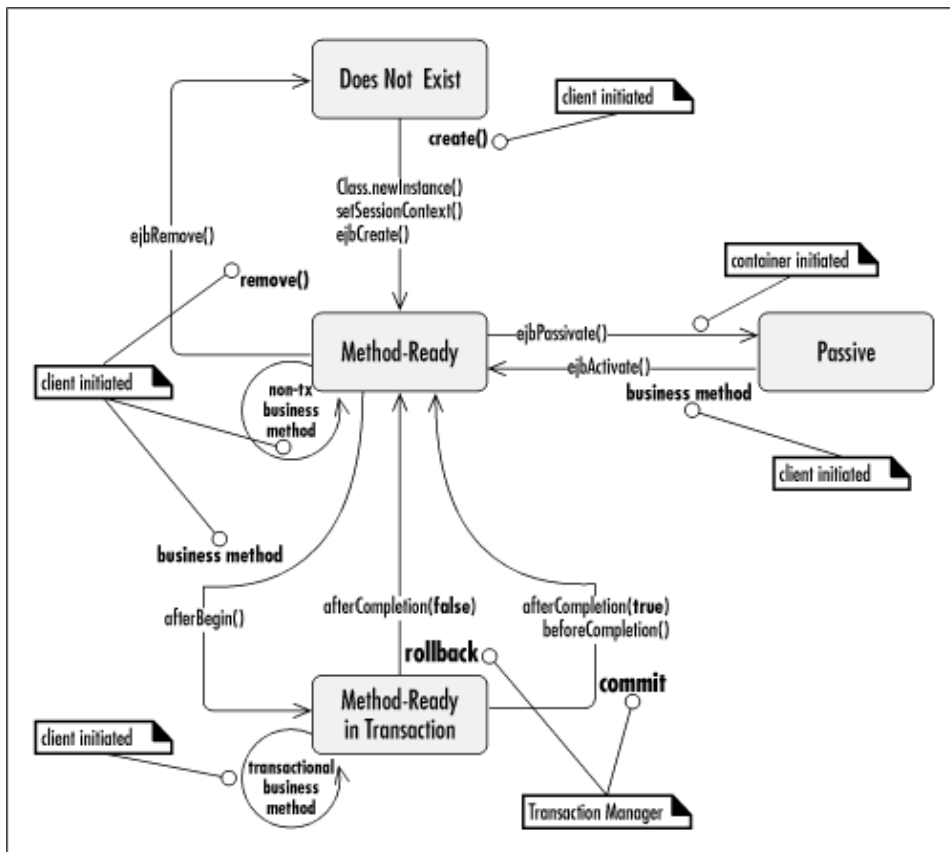 Does Not Exist
client initiated
create()
Class.newInstance()
setSessionContext()
ejbCreate()
ejbRemove()
remove()
container initiated
ejbPassivate()
Method-Ready
Passive
ejbActivate()
client initiated
non-tx
business
method
business method
client initiated
business method
afterBegin()
afterCompletion(false)
afterCompletion(true)
beforeCompletion()
rollback
commit
Method-Ready
in Transaction
client initiated
transactional
business
method
Transaction Manager